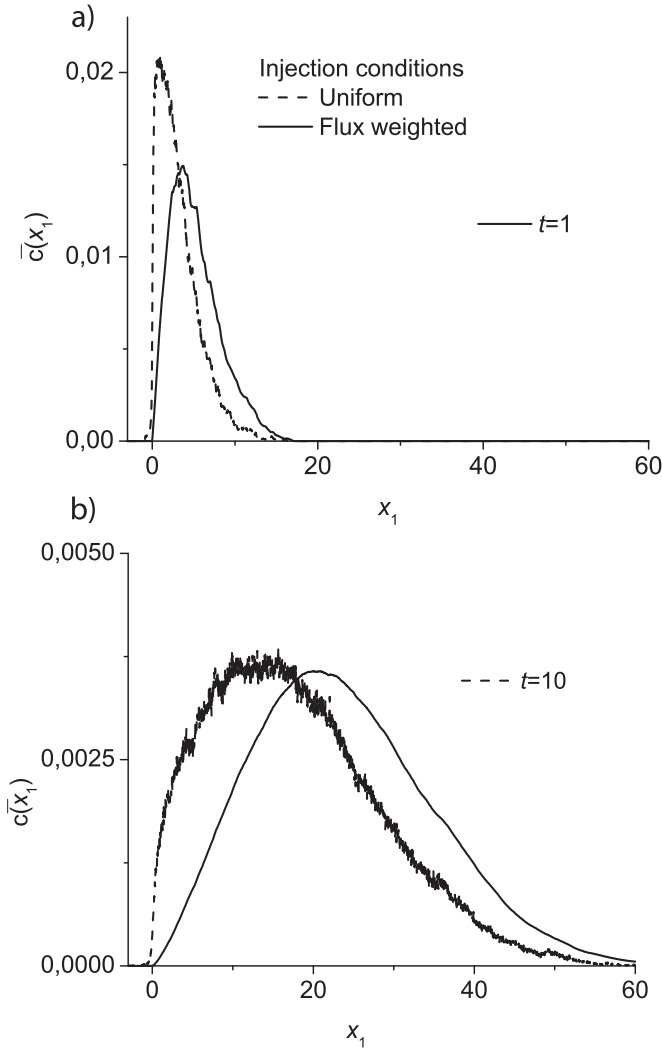 a)
0,02
0,01
0,00
c̅(x₁)
Injection conditions
Uniform
Flux weighted
t=1
0 20 40 60
x₁
b)
0,0050
0,0025
0,0000
c̅(x₁)
t=10
0 20 40 60
x₁